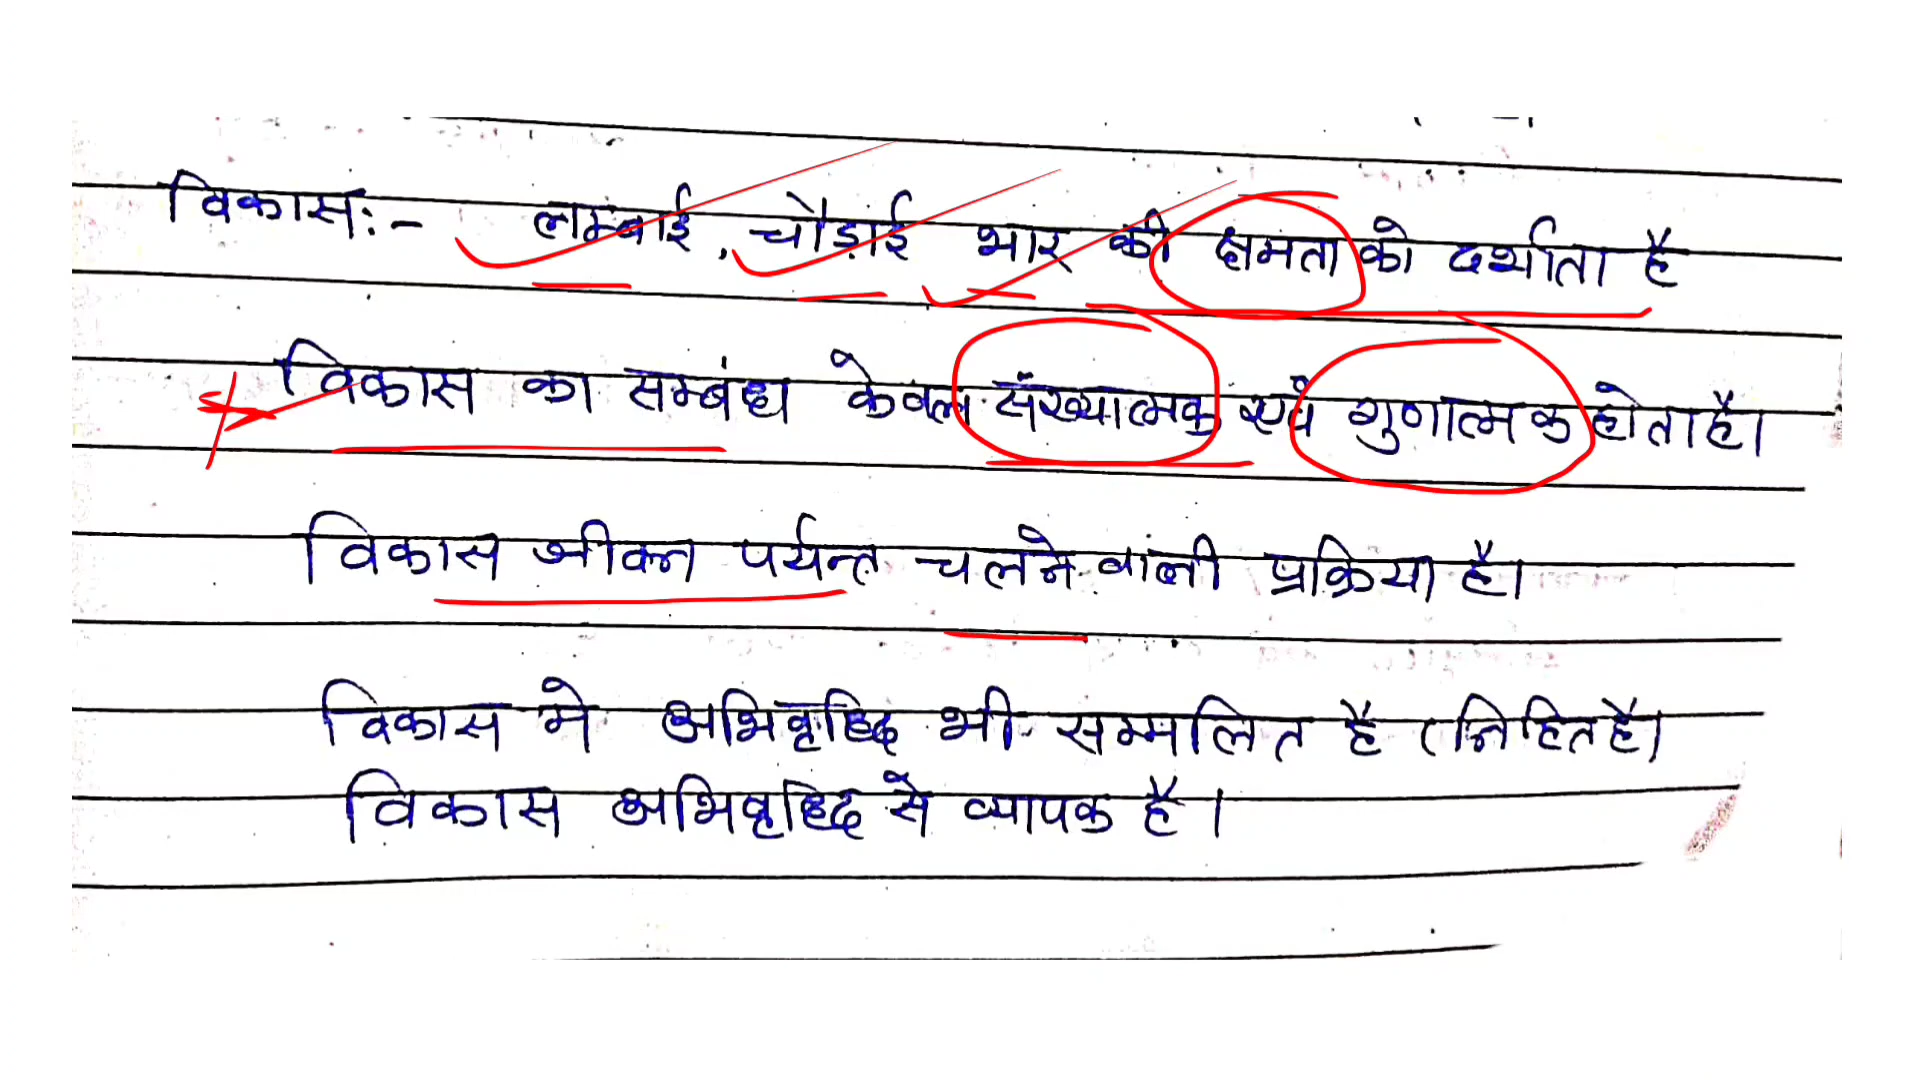 विकास:- लम्बाई, चौड़ाई भार की क्षमता को दर्शाता है
विकास का सम्बंध केवल संख्यात्मक एवं गुणात्मक होता है।
विकास जीवन पर्यन्त चलने वाली प्रक्रिया है।
विकास मे अभिवृध्दि भी सम्मलित है (निहित है)
विकास अभिवृध्दि से व्यापक है।